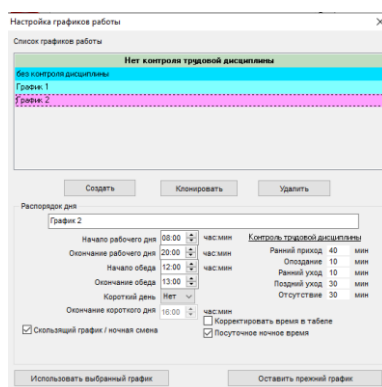 Настройка графиков работы
Список графиков работы
Нет контроля трудовой дисциплины
без контроля дисциплины
График 1
График 2
Создать Клонировать Удалить
Распорядок дня
График 2
Начало рабочего дня 08:00 час:мин Контроль трудовой дисциплины
Окончание рабочего дня 20:00 час:мин Ранний приход 40 мин
Начало обеда 12:00 час:мин Опоздание 10 мин
Окончание обеда 13:00 Ранний уход 10 мин
Короткий день Нет Поздний уход 30 мин
Окончание короткого дня 16:00 час:мин Отсутствие 30 мин
Скользящий график / ночная смена Корректировать время в табеле
Посуточное ночное время
Использовать выбранный график Оставить прежний график